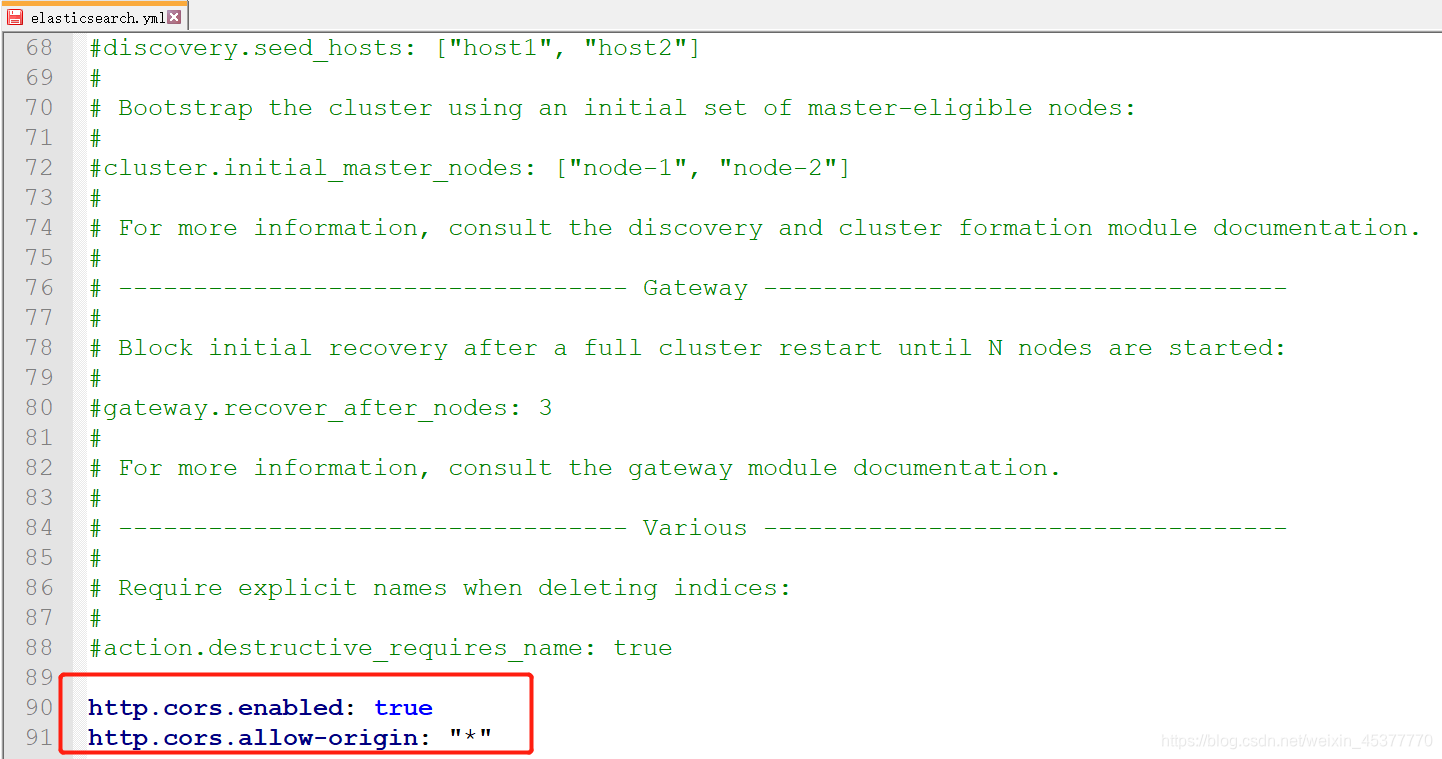 elasticsearch.yml
68 #discovery.seed_hosts: ["host1", "host2"]
69 #
70 # Bootstrap the cluster using an initial set of master-eligible nodes:
71 #
72 #cluster.initial_master_nodes: ["node-1", "node-2"]
73 #
74 # For more information, consult the discovery and cluster formation module documentation.
75 #
76 # ---------------------------------- Gateway -----------------------------------
77 #
78 # Block initial recovery after a full cluster restart until N nodes are started:
79 #
80 #gateway.recover_after_nodes: 3
81 #
82 # For more information, consult the gateway module documentation.
83 #
84 # ---------------------------------- Various -----------------------------------
85 #
86 # Require explicit names when deleting indices:
87 #
88 #action.destructive_requires_name: true
89
90 http.cors.enabled: true
91 http.cors.allow-origin: "*"
https://blog.csdn.net/weixin_45377770